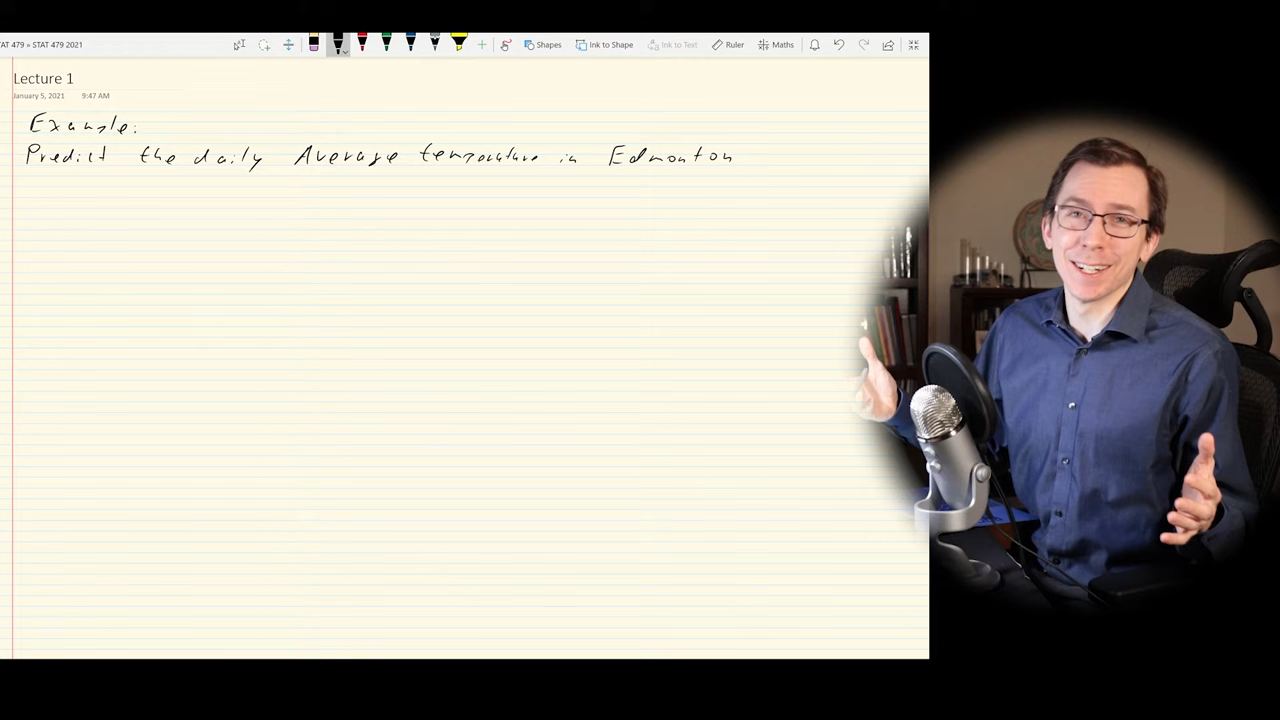 TAT 479 » STAT 479 2021
Shapes
Ink to Shape
Ink to Text
Ruler
Maths
Lecture 1
January 5, 2021 9:47 AM
Example:
Predict the daily Average temperature in Edmonton